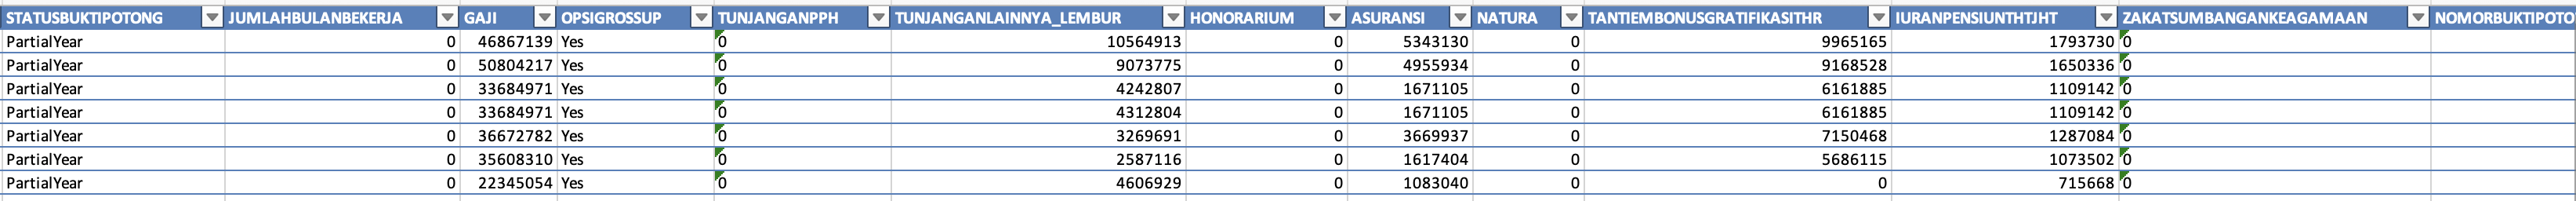 STATUSBUKTIPOTONG JUMLAHBULANBEKERJA GAJI OPSIGROSSUP TUNJANGANPPH TUNJANGANLAINNYA_LEMBUR HONORARIUM ASURANSI NATURA TANTIEMBONUSGRATIFIKASITHR IURANPENSIUNTHTJHT ZAKATSUMBANGANKEAGAMAAN NOMORBUKTIPOTO
PartialYear 0 46867139 Yes 0 10564913 0 5343130 0 9965165 1793730 0
PartialYear 0 50804217 Yes 0 9073775 0 4955934 0 9168528 1650336 0
PartialYear 0 33684971 Yes 0 4242807 0 1671105 0 6161885 1109142 0
PartialYear 0 33684971 Yes 0 4312804 0 1671105 0 6161885 1109142 0
PartialYear 0 36672782 Yes 0 3269691 0 3669937 0 7150468 1287084 0
PartialYear 0 35608310 Yes 0 2587116 0 1617404 0 5686115 1073502 0
PartialYear 0 22345054 Yes 0 4606929 0 1083040 0 0 715668 0